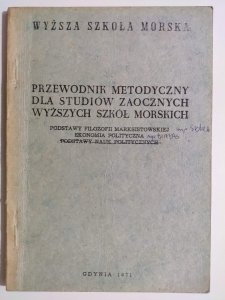 WYŻSZA SZKOŁA MORSKA
PRZEWODNIK METODYCZNY
DLA STUDIÓW ZAOCZNYCH
WYŻSZYCH SZKÓŁ MORSKICH
PODSTAWY FILOZOFII MARKSISTOWSKIEJ
EKONOMIA POLITYCZNA
PODSTAWY NAUK POLITYCZNYCH
GDYNIA 1971